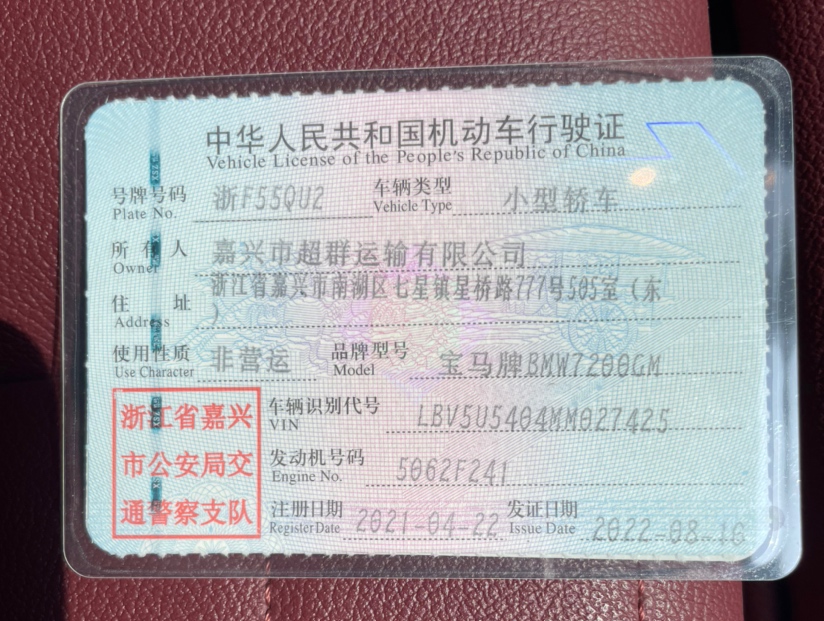 中华人民共和国机动车行驶证
Vehicle License of the People's Republic of China
号牌号码 浙F55QU2 车辆类型 小型轿车
Plate No. Vehicle Type
所有人 嘉兴市超群运输有限公司
Owner
住址 浙江省嘉兴市南湖区七星镇星桥路777号505室（东
Address ）
使用性质 非营运 品牌型号 宝马牌BMW7200GM
Use Character Model
浙江省嘉兴 车辆识别代号 LBV5U5404MM027425
VIN
市公安局交 发动机号码 5062F241
Engine No.
通警察支队 注册日期 2021-04-22 发证日期 2022-08-16
Register Date Issue Date